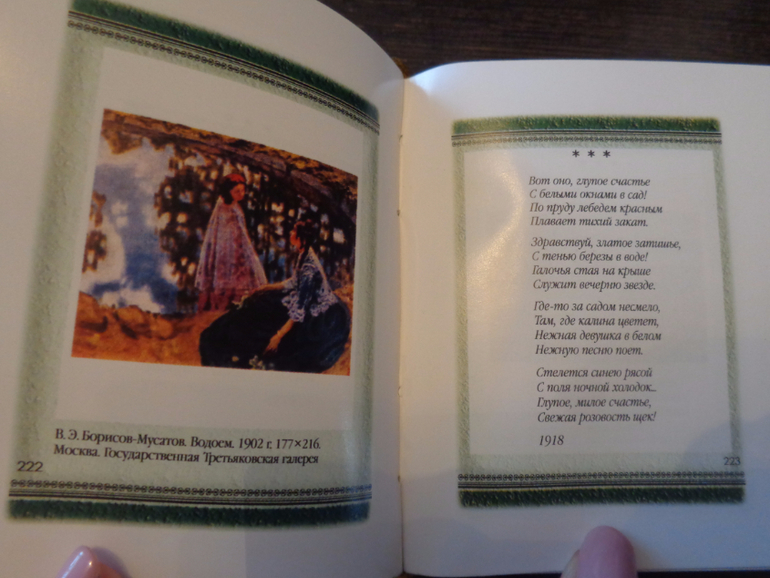 В. Э. Борисов-Мусатов. Водоем. 1902 г. 177×216.
Москва. Государственная Третьяковская галерея
222
* * *
Вот оно, глупое счастье
С белыми окнами в сад!
По пруду лебедем красным
Плавает тихий закат.
Здравствуй, златое затишье,
С тенью березы в воде!
Галочья стая на крыше
Служит вечерню звезде.
Где-то за садом несмело,
Там, где калина цветет,
Нежная девушка в белом
Нежную песню поет.
Стелется синею рясой
С поля ночной холодок...
Глупое, милое счастье,
Свежая розовость щек!
1918
223